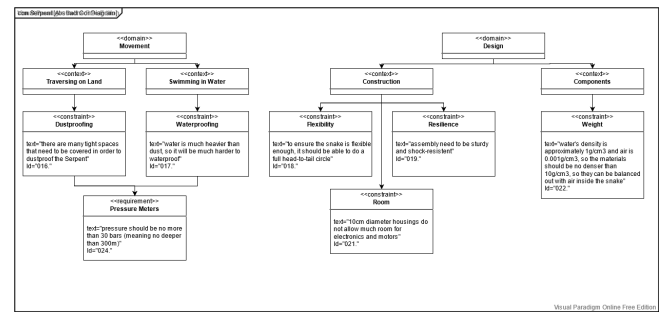 <<domain>>
Movement
<<domain>>
Design
<<context>>
Traversing on Land
<<context>>
Swimming in Water
<<context>>
Construction
<<context>>
Components
<<constraint>>
Dustproofing
text="there are many tight spaces
that need to be covered in order to
dustproof the Serpent"
Id="016."
<<constraint>>
Waterproofing
text="water is much heavier than
dust, so it will be much harder to
waterproof"
Id="017."
<<constraint>>
Flexibility
text="to ensure the snake is flexible
enough, it should be able to do a
full head-to-tail circle"
Id="018."
<<constraint>>
Resilience
text="assembly need to be sturdy
and shock-resistent"
Id="019."
<<constraint>>
Weight
text="water's density is
approximately 1g/cm3 and air is
0.001g/cm3, so the materials
should be no denser than
10g/cm3, so they can be balanced
out with air inside the snake"
Id="022."
<<requirement>>
Pressure Meters
text="pressure should be no more
than 30 bars (meaning no deeper
than 300m)"
Id="024."
<<constraint>>
Room
text="10cm diameter housings do
not allow much room for
electronics and motors"
Id="021."
Visual Paradigm Online Free Edition